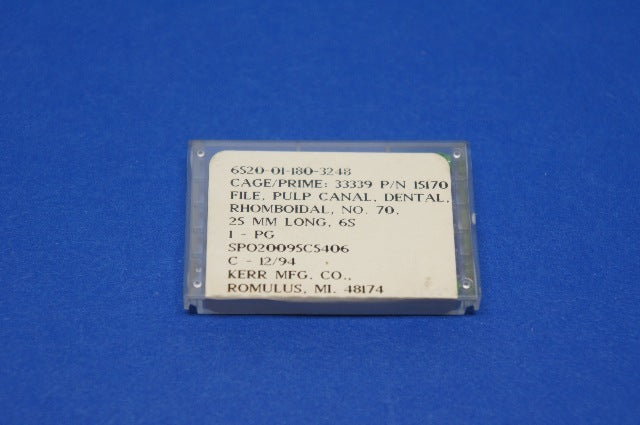 6520-01-180-3248
CAGE/PRIME: 33339 P/N 15170
FILE, PULP CANAL, DENTAL,
RHOMBOIDAL, NO. 70,
25 MM LONG, 6S
1 - PG
SPO20095C5406
C - 12/94
KERR MFG. CO.,
ROMULUS, MI. 48174